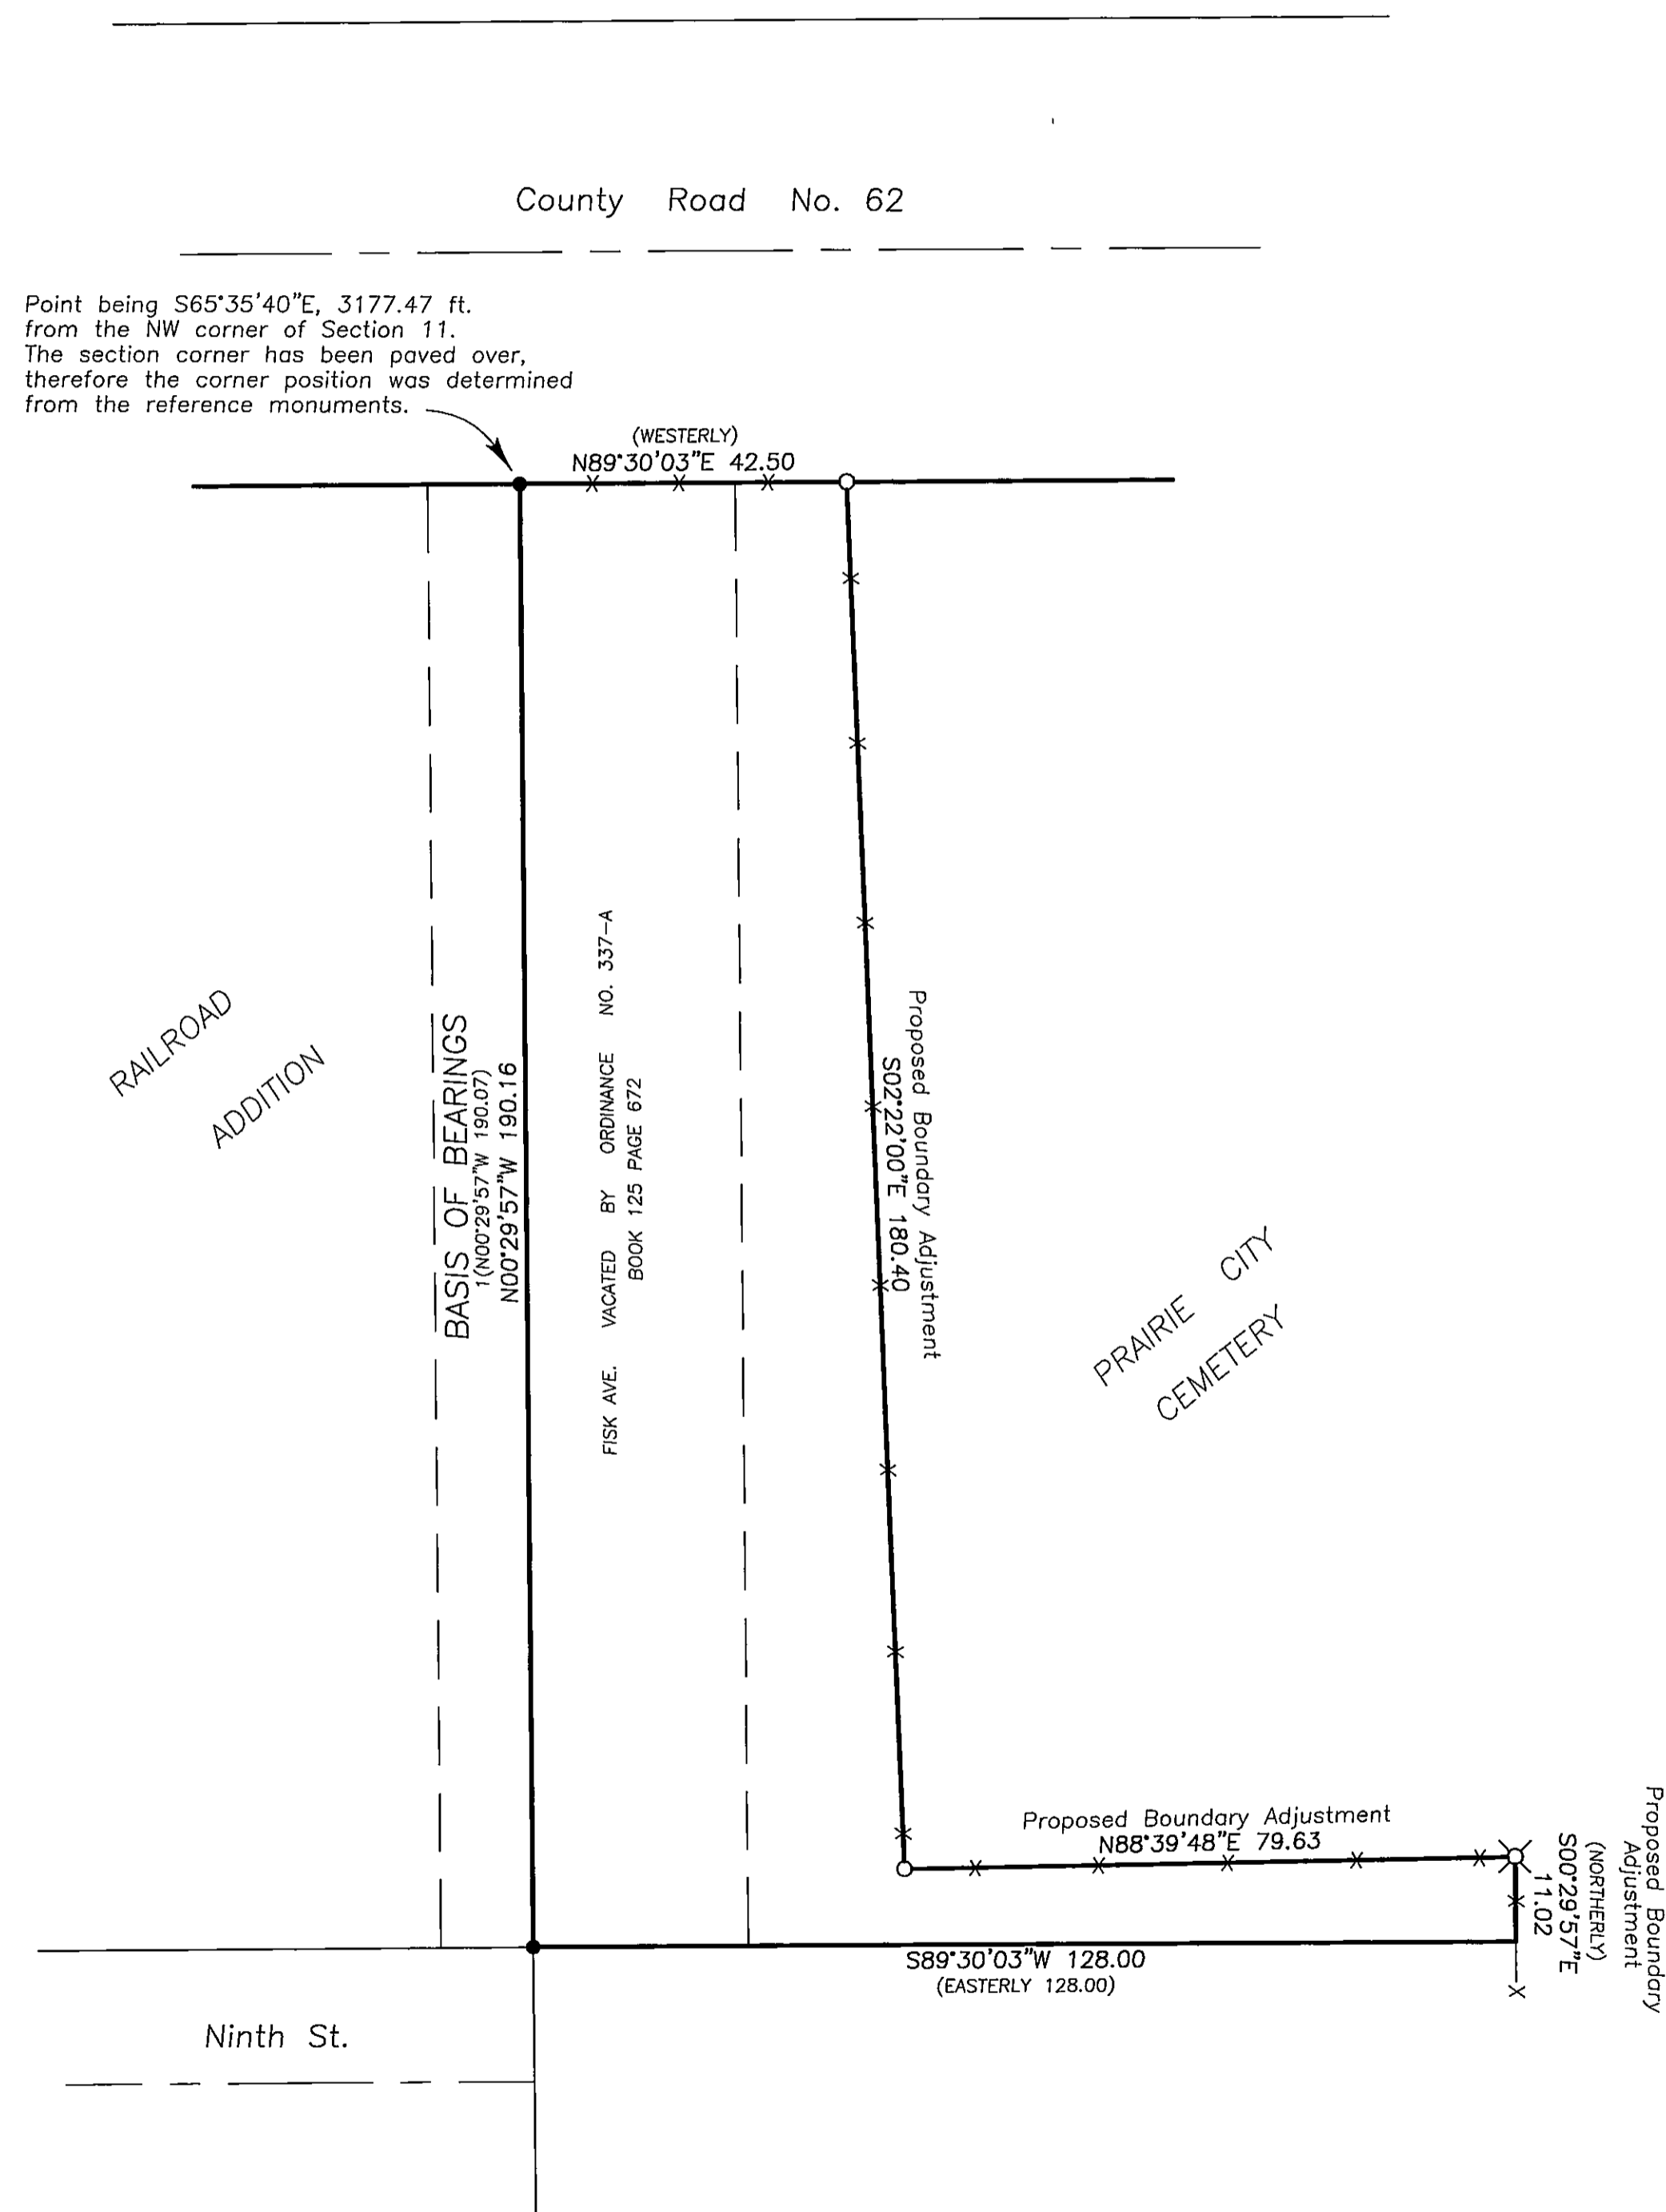 County Road No. 62
Point being S65°35'40"E, 3177.47 ft.
from the NW corner of Section 11.
The section corner has been paved over,
therefore the corner position was determined
from the reference monuments.
(WESTERLY)
N89°30'03"E 42.50
RAILROAD
ADDITION
BASIS OF BEARINGS
1(N00°29'57"W 190.07)
N00°29'57"W 190.16
FISK AVE. VACATED BY ORDINANCE NO. 337-A
BOOK 125 PAGE 672
Proposed Boundary Adjustment
S02°22'00"E 180.40
PRAIRIE CITY
CEMETERY
Proposed Boundary Adjustment
N88°39'48"E 79.63
Proposed Boundary
Adjustment
(NORTHERLY)
S00°29'57"E
11.02
S89°30'03"W 128.00
(EASTERLY 128.00)
Ninth St.